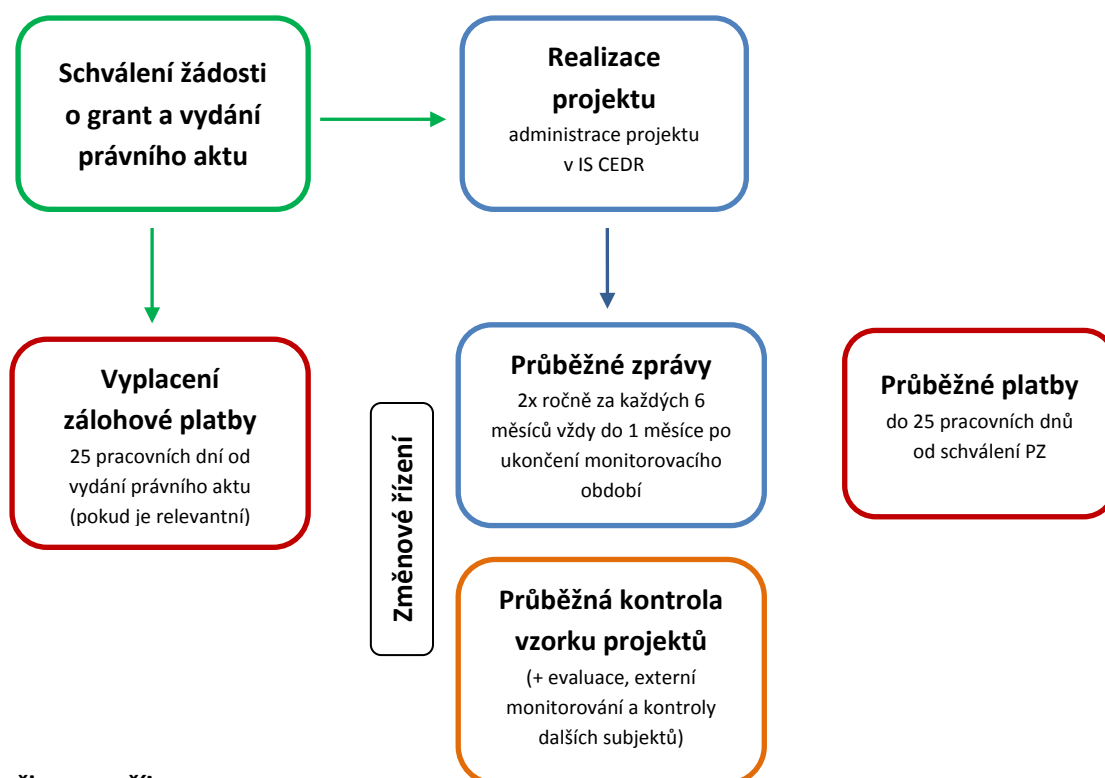 Schválení žádosti
o grant a vydání
právního aktu
Realizace
projektu
administrace projektu
v IS CEDR
Vyplacení
zálohové platby
25 pracovních dní od
vydání právního aktu
(pokud je relevantní)
Změnové řízení
Průběžné zprávy
2x ročně za každých 6
měsíců vždy do 1 měsíce po
ukončení monitorovacího
období
Průběžné platby
do 25 pracovních dnů
od schválení PZ
Průběžná kontrola
vzorku projektů
(+ evaluace, externí
monitorování a kontroly
dalších subjektů)